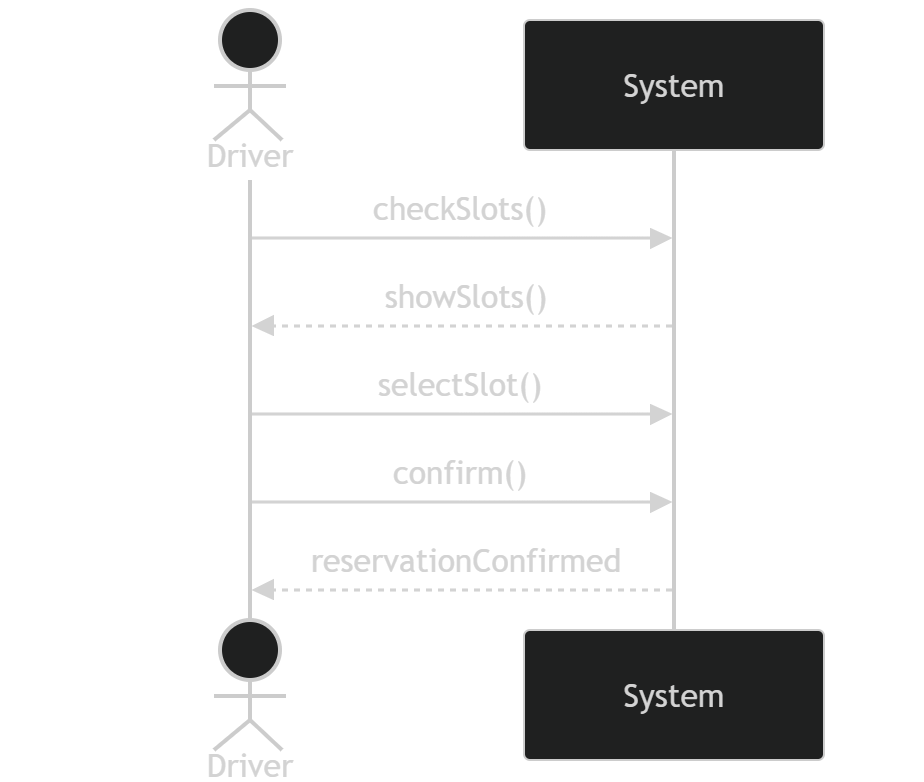 Driver
System
checkSlots()
showSlots()
selectSlot()
confirm()
reservationConfirmed
Driver
System